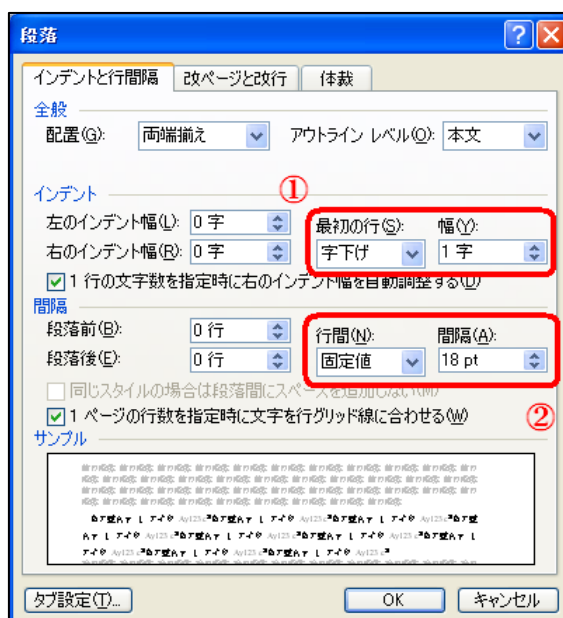 段落
インデントと行間隔 改ページと改行 体裁
全般
配置(G): 両端揃え アウトライン レベル(O): 本文
①
インデント
左のインデント幅(L): 0 字 最初の行(S): 幅(Y):
右のインデント幅(R): 0 字 字下げ 1 字
1 行の文字数を指定時に右のインデント幅を自動調整する(D)
間隔
段落前(B): 0 行 行間(N): 間隔(A):
段落後(E): 0 行 固定値 18 pt
同じスタイルの場合は段落間にスペースを追加しない(M)
1 ページの行数を指定時に文字を行グリッド線に合わせる(W)
②
サンプル
タブ設定(T)... OK キャンセル